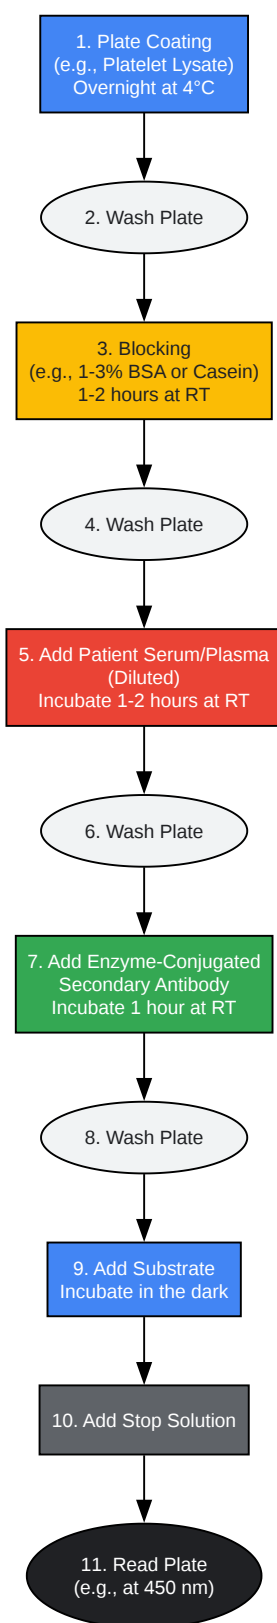 1. Plate Coating
(e.g., Platelet Lysate)
Overnight at 4°C
2. Wash Plate
3. Blocking
(e.g., 1-3% BSA or Casein)
1-2 hours at RT
4. Wash Plate
5. Add Patient Serum/Plasma
(Diluted)
Incubate 1-2 hours at RT
6. Wash Plate
7. Add Enzyme-Conjugated
Secondary Antibody
Incubate 1 hour at RT
8. Wash Plate
9. Add Substrate
Incubate in the dark
10. Add Stop Solution
11. Read Plate
(e.g., at 450 nm)